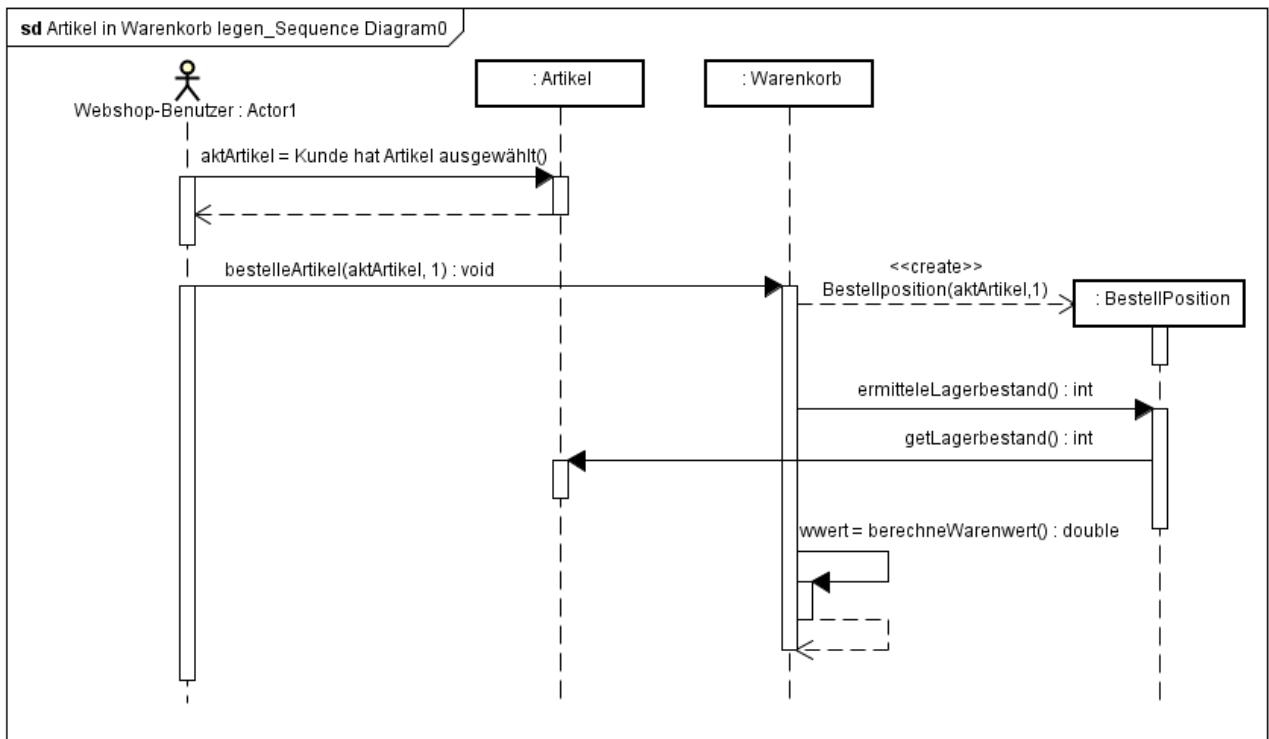 sd Artikel in Warenkorb legen_Sequence Diagram0
Webshop-Benutzer : Actor1
: Artikel
: Warenkorb
aktArtikel = Kunde hat Artikel ausgewählt()
bestelleArtikel(aktArtikel, 1) : void
<<create>>
Bestellposition(aktArtikel,1)
: BestellPosition
ermitteleLagerbestand() : int
getLagerbestand() : int
wwert = berechneWarenwert() : double